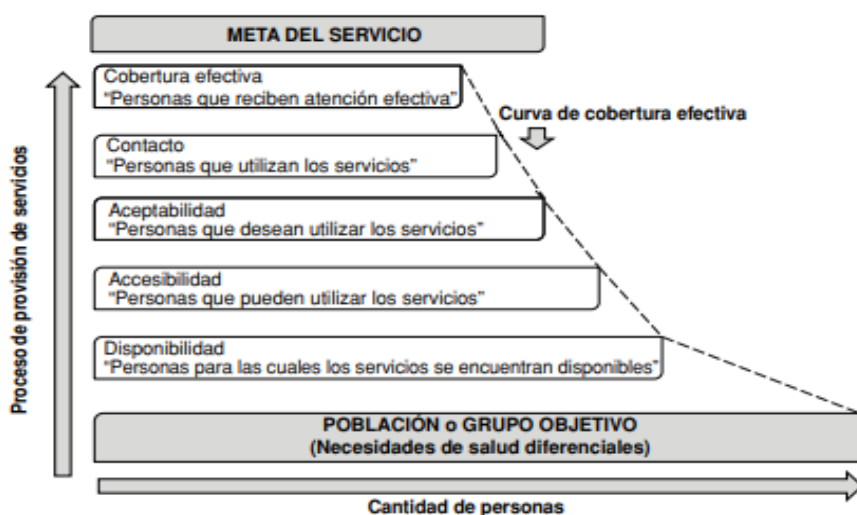 META DEL SERVICIO
Cobertura efectiva
“Personas que reciben atención efectiva”
Curva de cobertura efectiva
Contacto
“Personas que utilizan los servicios”
Aceptabilidad
“Personas que desean utilizar los servicios”
Accesibilidad
“Personas que pueden utilizar los servicios”
Disponibilidad
“Personas para las cuales los servicios se encuentran disponibles”
POBLACIÓN o GRUPO OBJETIVO
(Necesidades de salud diferenciales)
Proceso de provisión de servicios
Cantidad de personas